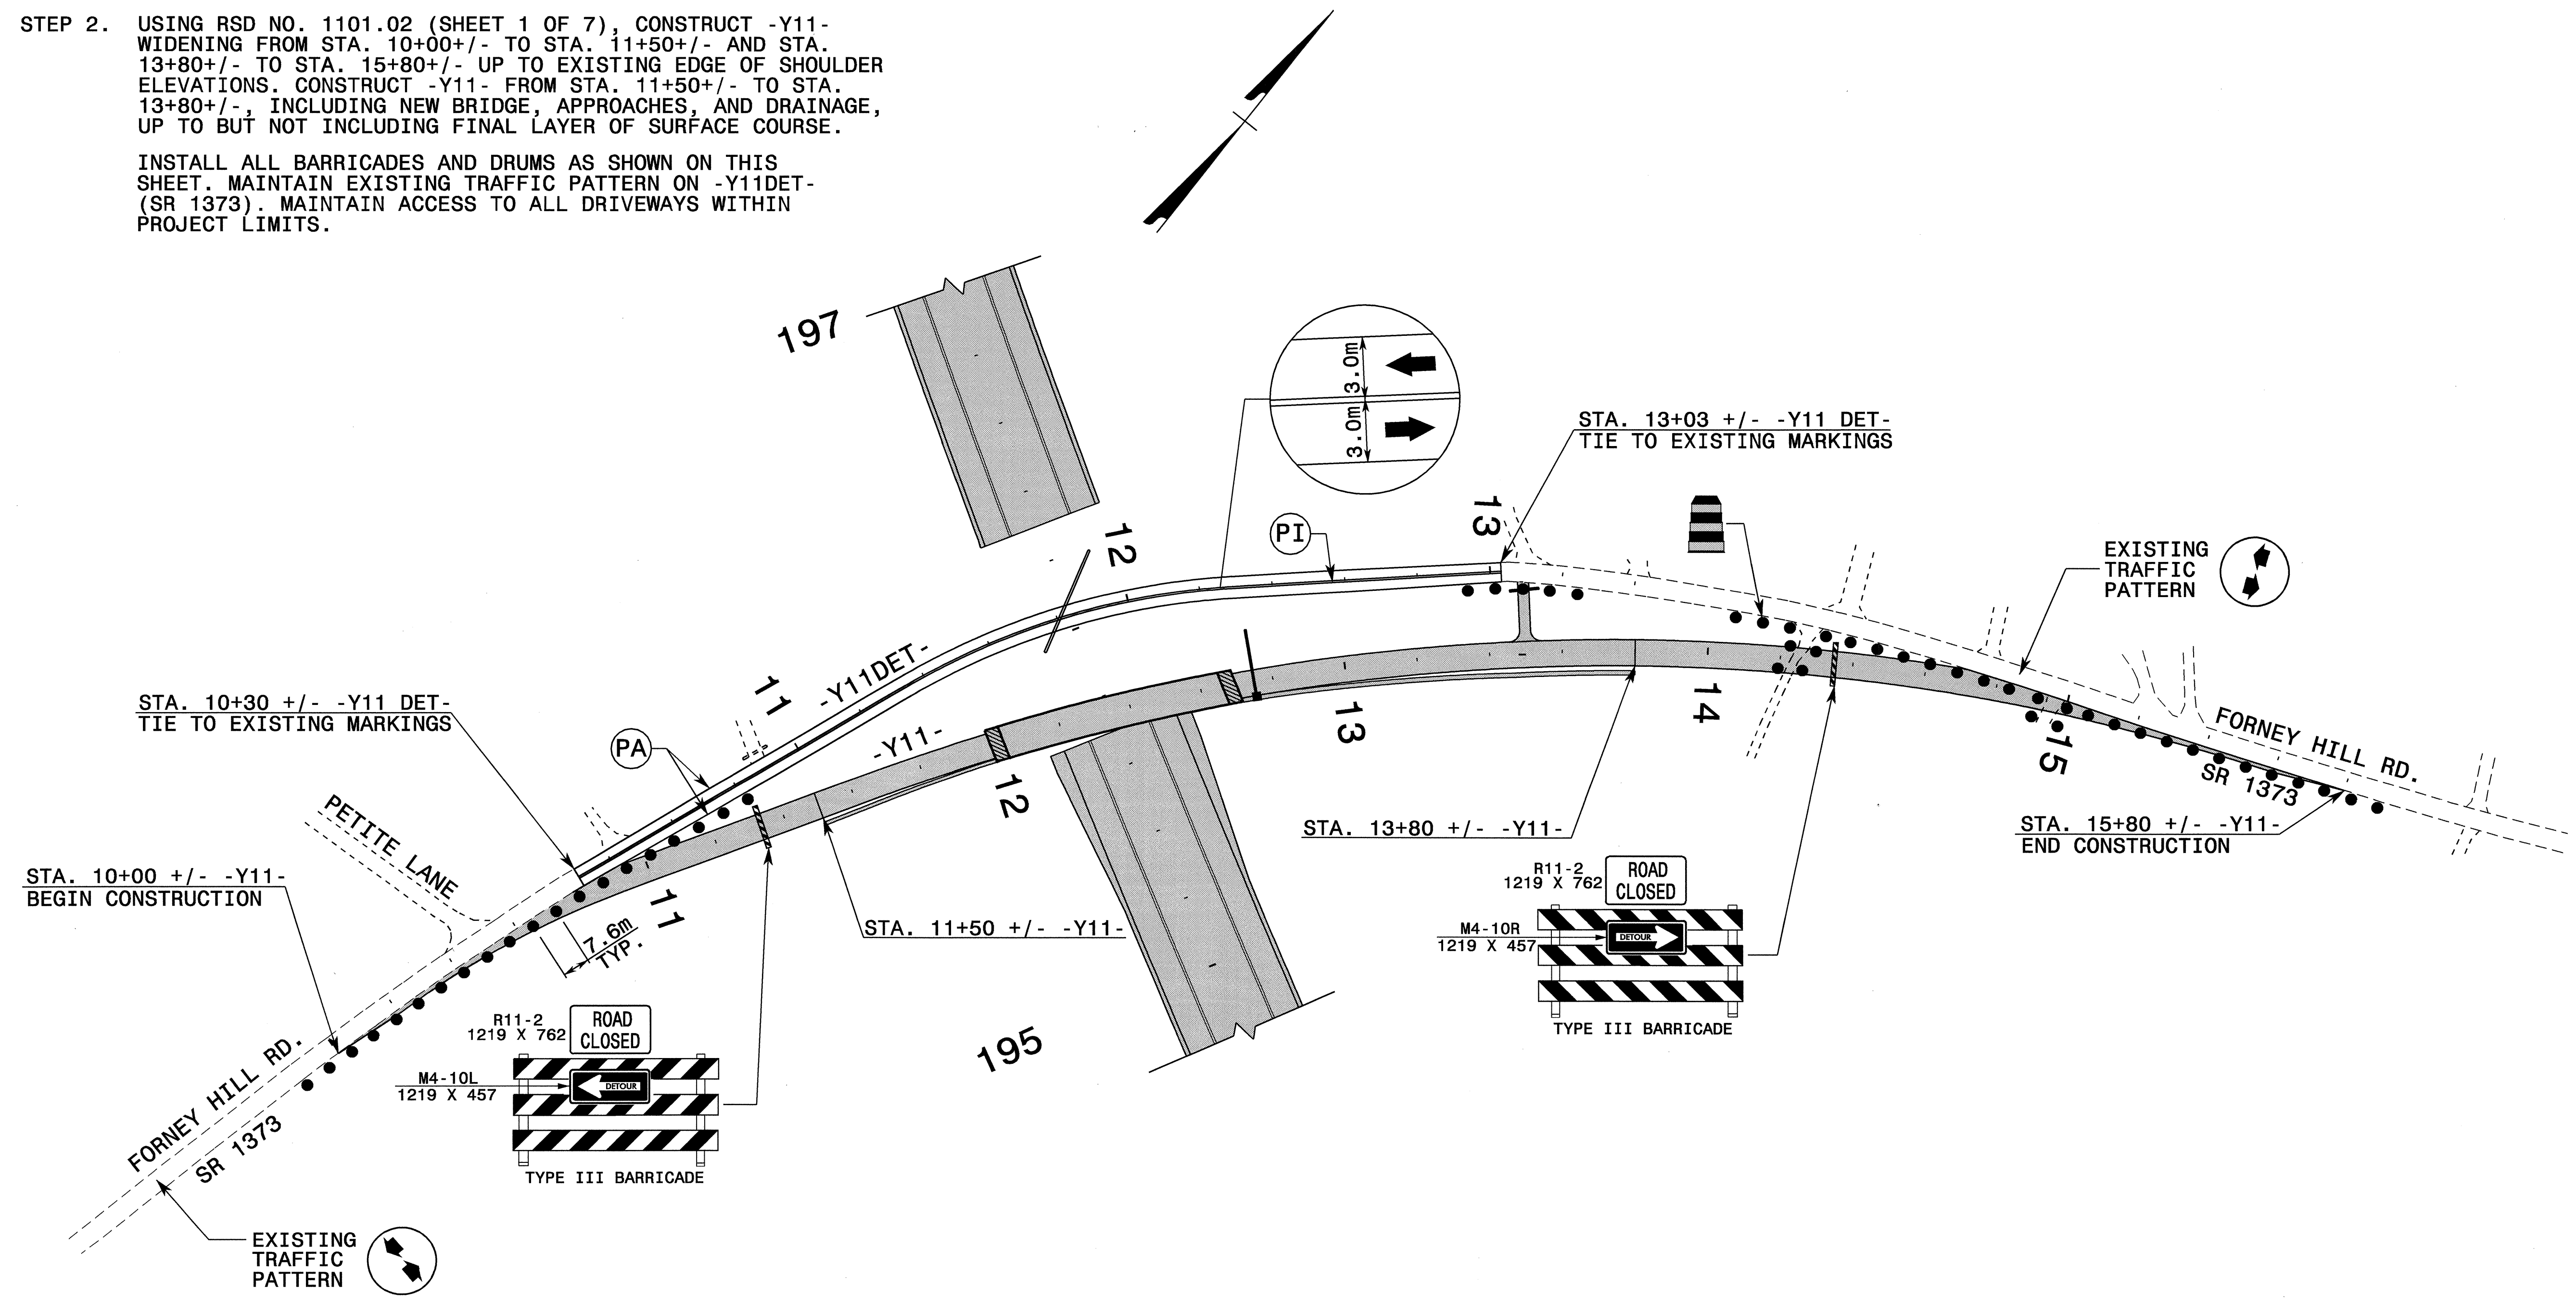 STEP 2. USING RSD NO. 1101.02 (SHEET 1 OF 7), CONSTRUCT -Y11-
WIDENING FROM STA. 10+00+/- TO STA. 11+50+/- AND STA.
13+80+/- TO STA. 15+80+/- UP TO EXISTING EDGE OF SHOULDER
ELEVATIONS. CONSTRUCT -Y11- FROM STA. 11+50+/- TO STA.
13+80+/-, INCLUDING NEW BRIDGE, APPROACHES, AND DRAINAGE,
UP TO BUT NOT INCLUDING FINAL LAYER OF SURFACE COURSE.
INSTALL ALL BARRICADES AND DRUMS AS SHOWN ON THIS
SHEET. MAINTAIN EXISTING TRAFFIC PATTERN ON -Y11DET-
(SR 1373). MAINTAIN ACCESS TO ALL DRIVEWAYS WITHIN
PROJECT LIMITS.
197
3.0m
3.0m
STA. 13+03 +/- -Y11 DET-
TIE TO EXISTING MARKINGS
13
12
PI
EXISTING
TRAFFIC
PATTERN
11
-Y11DET-
STA. 10+30 +/- -Y11 DET-
TIE TO EXISTING MARKINGS
PA
-Y11-
12
13
14
15
FORNEY HILL RD.
SR 1373
PETITE LANE
STA. 10+00 +/- -Y11-
BEGIN CONSTRUCTION
11
7.6m
TYP.
STA. 11+50 +/- -Y11-
STA. 13+80 +/- -Y11-
STA. 15+80 +/- -Y11-
END CONSTRUCTION
R11-2
1219 X 762
ROAD
CLOSED
M4-10R
1219 X 457
DETOUR
TYPE III BARRICADE
195
R11-2
1219 X 762
ROAD
CLOSED
M4-10L
1219 X 457
DETOUR
TYPE III BARRICADE
FORNEY HILL RD.
SR 1373
EXISTING
TRAFFIC
PATTERN